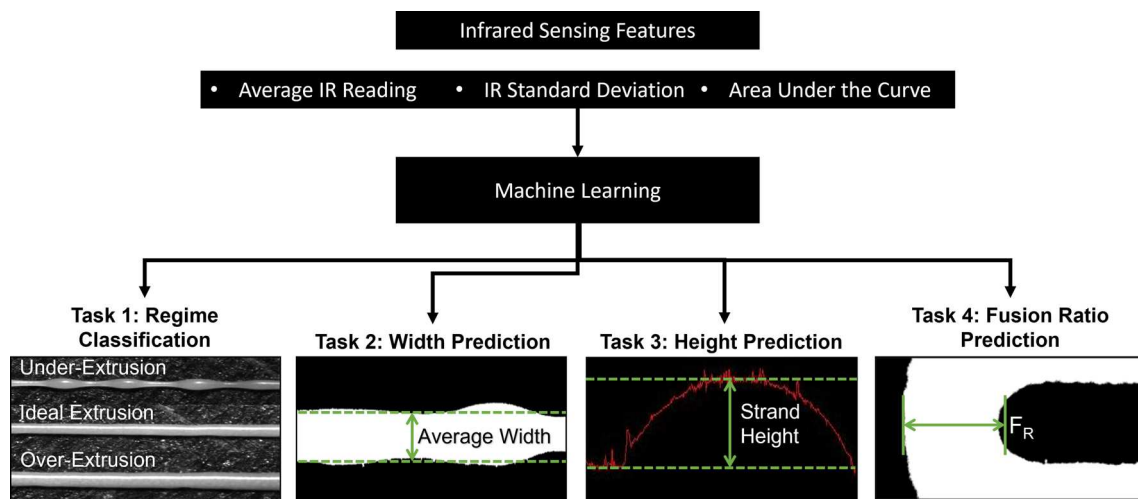 Infrared Sensing Features
• Average IR Reading • IR Standard Deviation • Area Under the Curve
Machine Learning
Task 1: Regime
Classification
Under-Extrusion
Ideal Extrusion
Over-Extrusion
Task 2: Width Prediction
Average Width
Task 3: Height Prediction
Strand
Height
Task 4: Fusion Ratio
Prediction
FR